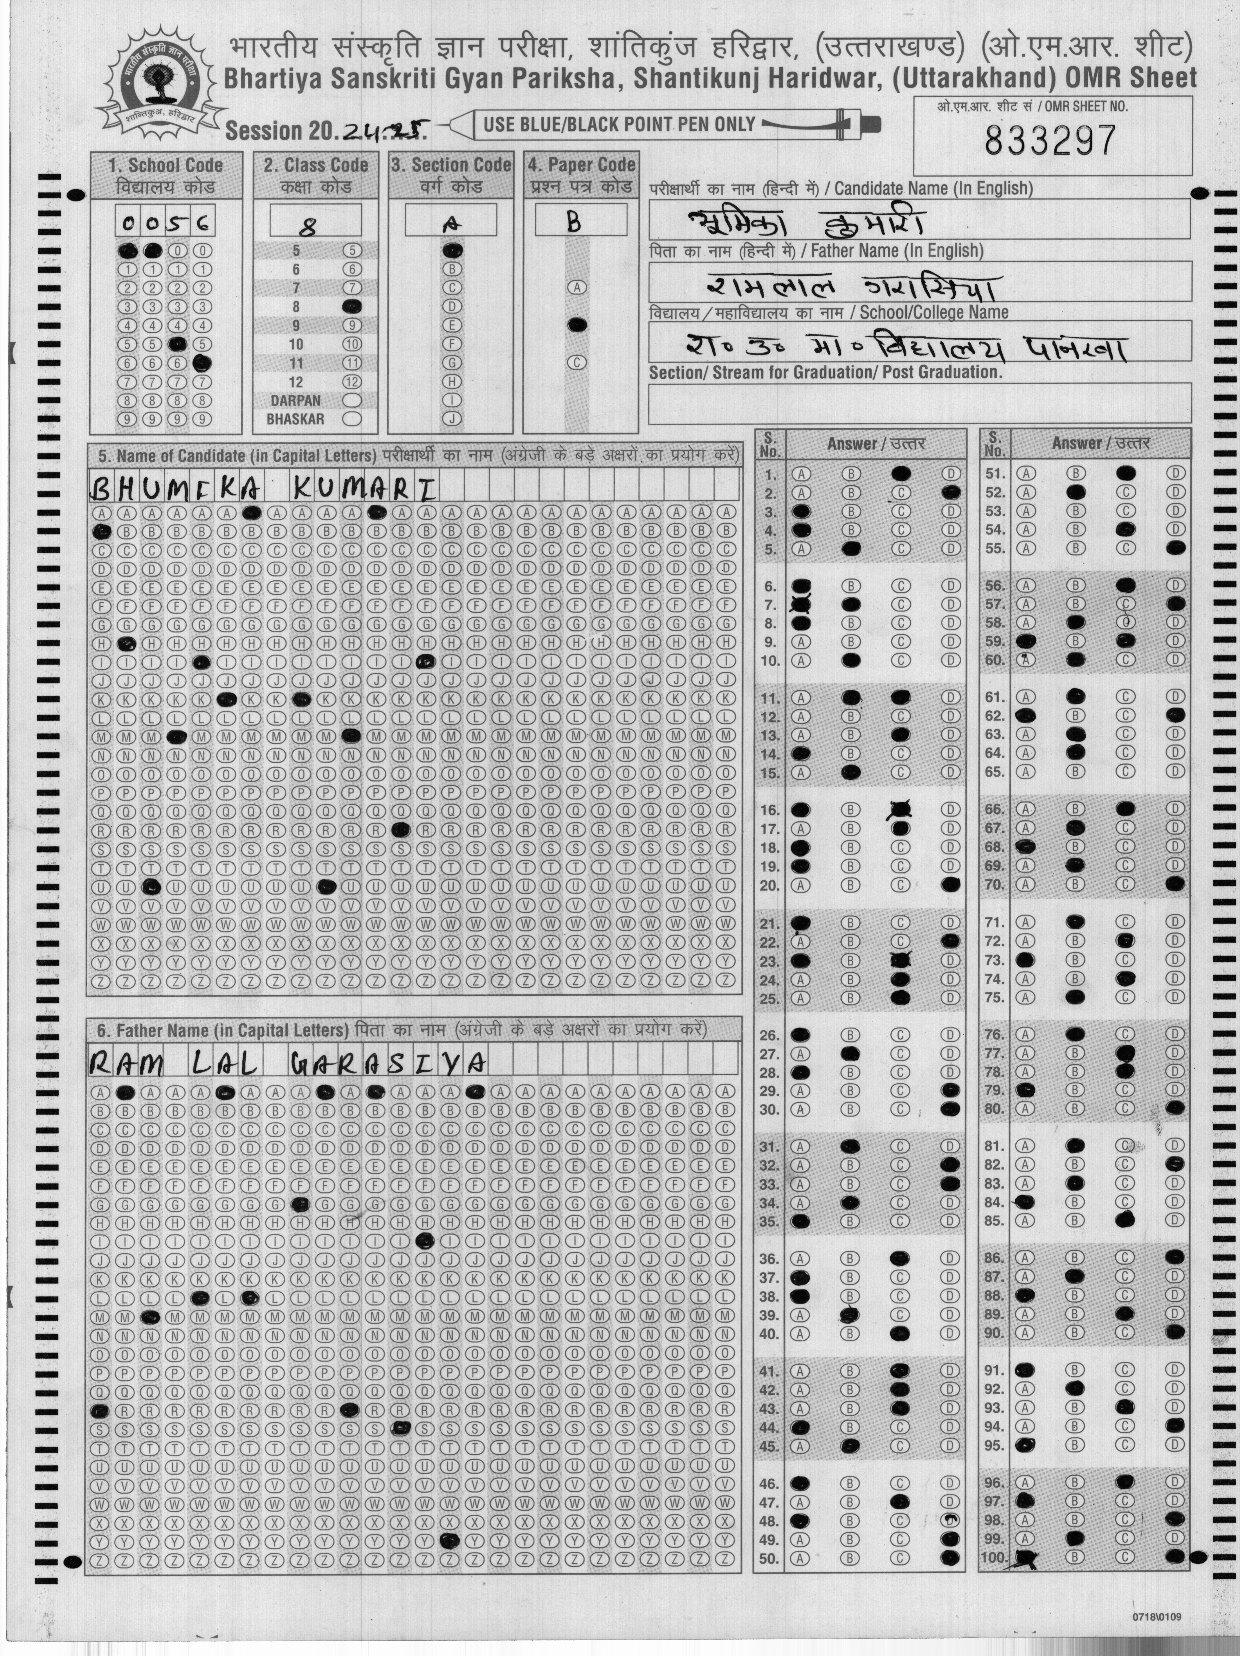 भारतीय संस्कृति ज्ञान परीक्षा, शांतिकुंज हरिद्वार, (उत्तराखण्ड) (ओ.एम.आर. शीट)
Bhartiya Sanskriti Gyan Pariksha, Shantikunj Haridwar, (Uttarakhand) OMR Sheet
Session 20.24-25.
USE BLUE/BLACK POINT PEN ONLY
ओ.एम.आर. शीट सं / OMR SHEET NO.
833297
1. School Code
विद्यालय कोड
0 0 5 6
2. Class Code
कक्षा कोड
8
5
6
7
8
9
10
11
12
DARPAN
BHASKAR
3. Section Code
वर्ग कोड
A
4. Paper Code
प्रश्न पत्र कोड
B
परीक्षार्थी का नाम (हिन्दी में) / Candidate Name (In English)
भूमिका कुमारी
पिता का नाम (हिन्दी में) / Father Name (In English)
रामलाल गरासिया
विद्यालय/महाविद्यालय का नाम / School/College Name
रा० उ० मा० विद्यालय पानरवा
Section/ Stream for Graduation/ Post Graduation.
5. Name of Candidate (in Capital Letters) परीक्षार्थी का नाम (अंग्रेजी के बड़े अक्षरों का प्रयोग करें)
BHUMIKA KUMARI
6. Father Name (in Capital Letters) पिता का नाम (अंग्रेजी के बड़े अक्षरों का प्रयोग करें)
RAM LAL GARASIYA
S. No. Answer / उत्तर
S. No. Answer / उत्तर
0718\0109